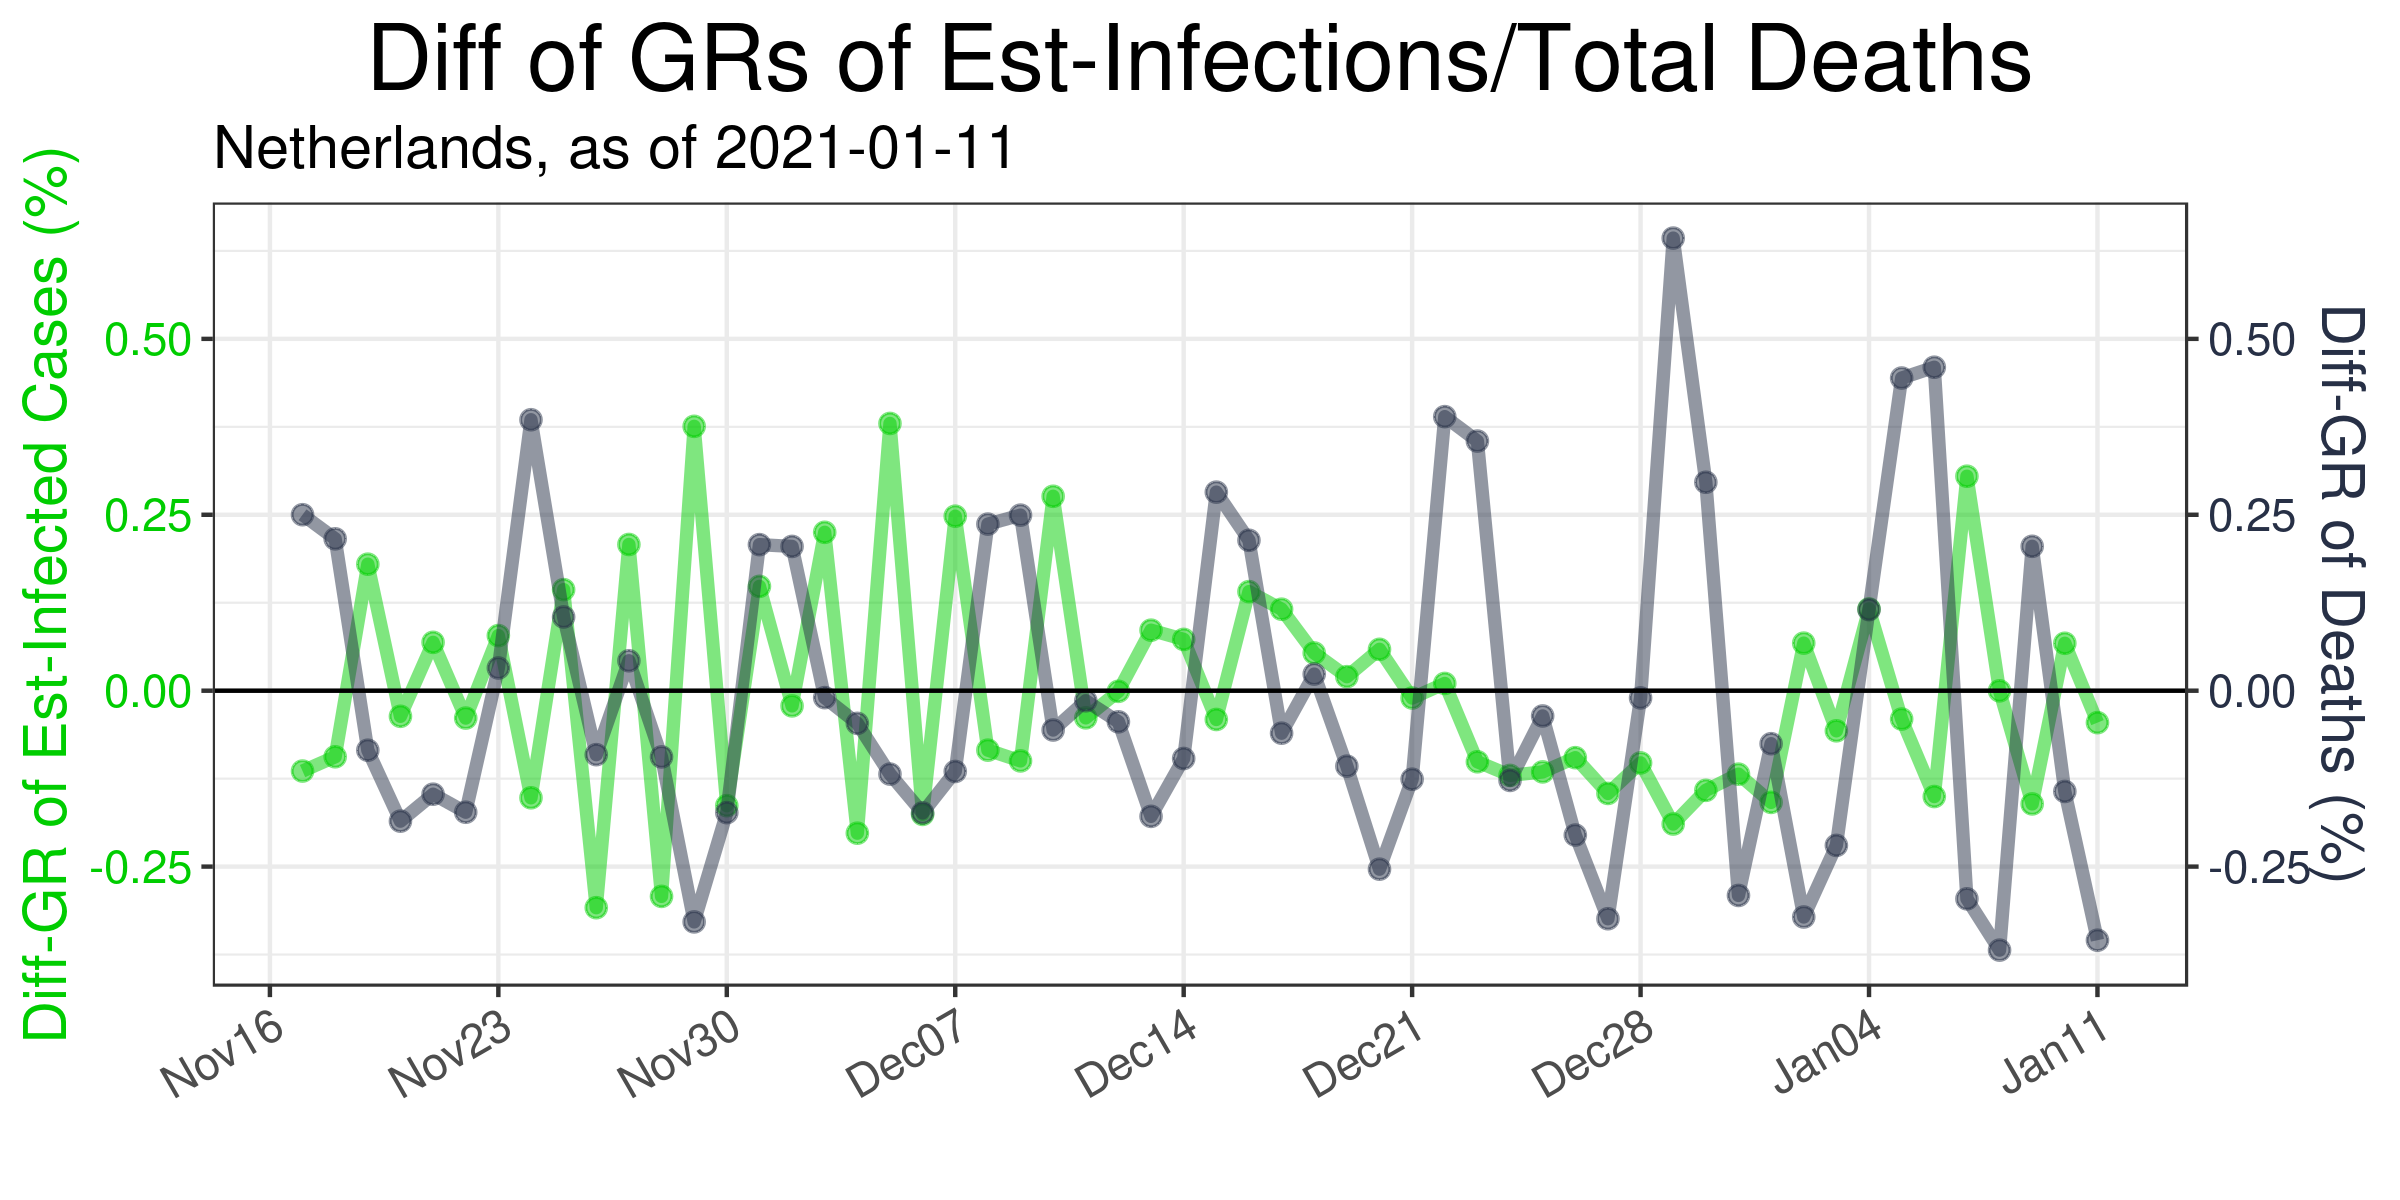 Diff of GRs of Est-Infections/Total Deaths
Netherlands, as of 2021-01-11
Diff-GR of Est-Infected Cases (%)
0.50
0.25
0.00
-0.25
0.50
0.25
0.00
-0.25
Diff-GR of Deaths (%)
Nov16
Nov23
Nov30
Dec07
Dec14
Dec21
Dec28
Jan04
Jan11